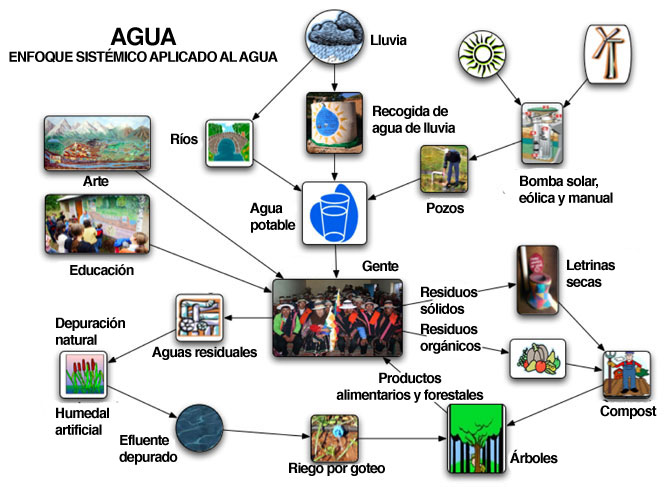 AGUA
ENFOQUE SISTÉMICO APLICADO AL AGUA
Lluvia
Recogida de
agua de lluvia
Ríos
Arte
Bomba solar,
eólica y manual
Pozos
Agua
potable
Educación
Gente
Letrinas
secas
Residuos
sólidos
Residuos
orgánicos
Depuración
natural
Aguas residuales
Productos
alimentarios y forestales
Compost
Humedal
artificial
Efluente
depurado
Riego por goteo
Árboles